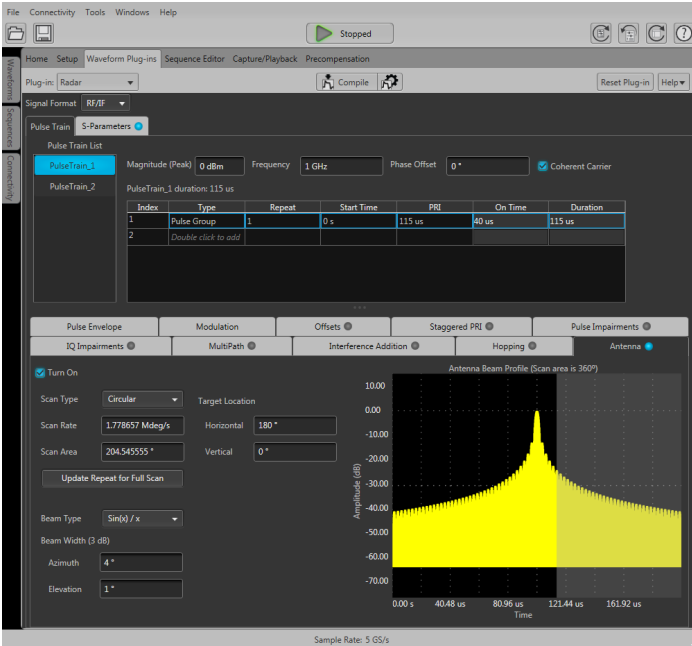 File Connectivity Tools Windows Help
Stopped
?
Waveforms
Sequences
Connectivity
Home Setup Waveform Plug-ins Sequence Editor Capture/Playback Precompensation
Plug-in: Radar Compile Reset Plug-in Help
Signal Format RF/IF
Pulse Train S-Parameters
Pulse Train List
PulseTrain_1
PulseTrain_2
Magnitude (Peak) 0 dBm Frequency 1 GHz Phase Offset 0 ° Coherent Carrier
PulseTrain_1 duration: 115 us
Index Type Repeat Start Time PRI On Time Duration
1 Pulse Group 1 0 s 115 us 40 us 115 us
2 Double click to add
Pulse Envelope Modulation Offsets Staggered PRI Pulse Impairments
IQ Impairments MultiPath Interference Addition Hopping Antenna
Turn On
Scan Type Circular Target Location
Scan Rate 1.778657 Mdeg/s Horizontal 180 °
Scan Area 204.545555 ° Vertical 0 °
Update Repeat for Full Scan
Beam Type Sin(x) / x
Beam Width (3 dB)
Azimuth 4 °
Elevation 1 °
Antenna Beam Profile (Scan area is 360º)
Amplitude (dB)
10.00
0.00
-10.00
-20.00
-30.00
-40.00
-50.00
-60.00
-70.00
0.00 s 40.48 us 80.96 us 121.44 us 161.92 us
Time
Sample Rate: 5 GS/s